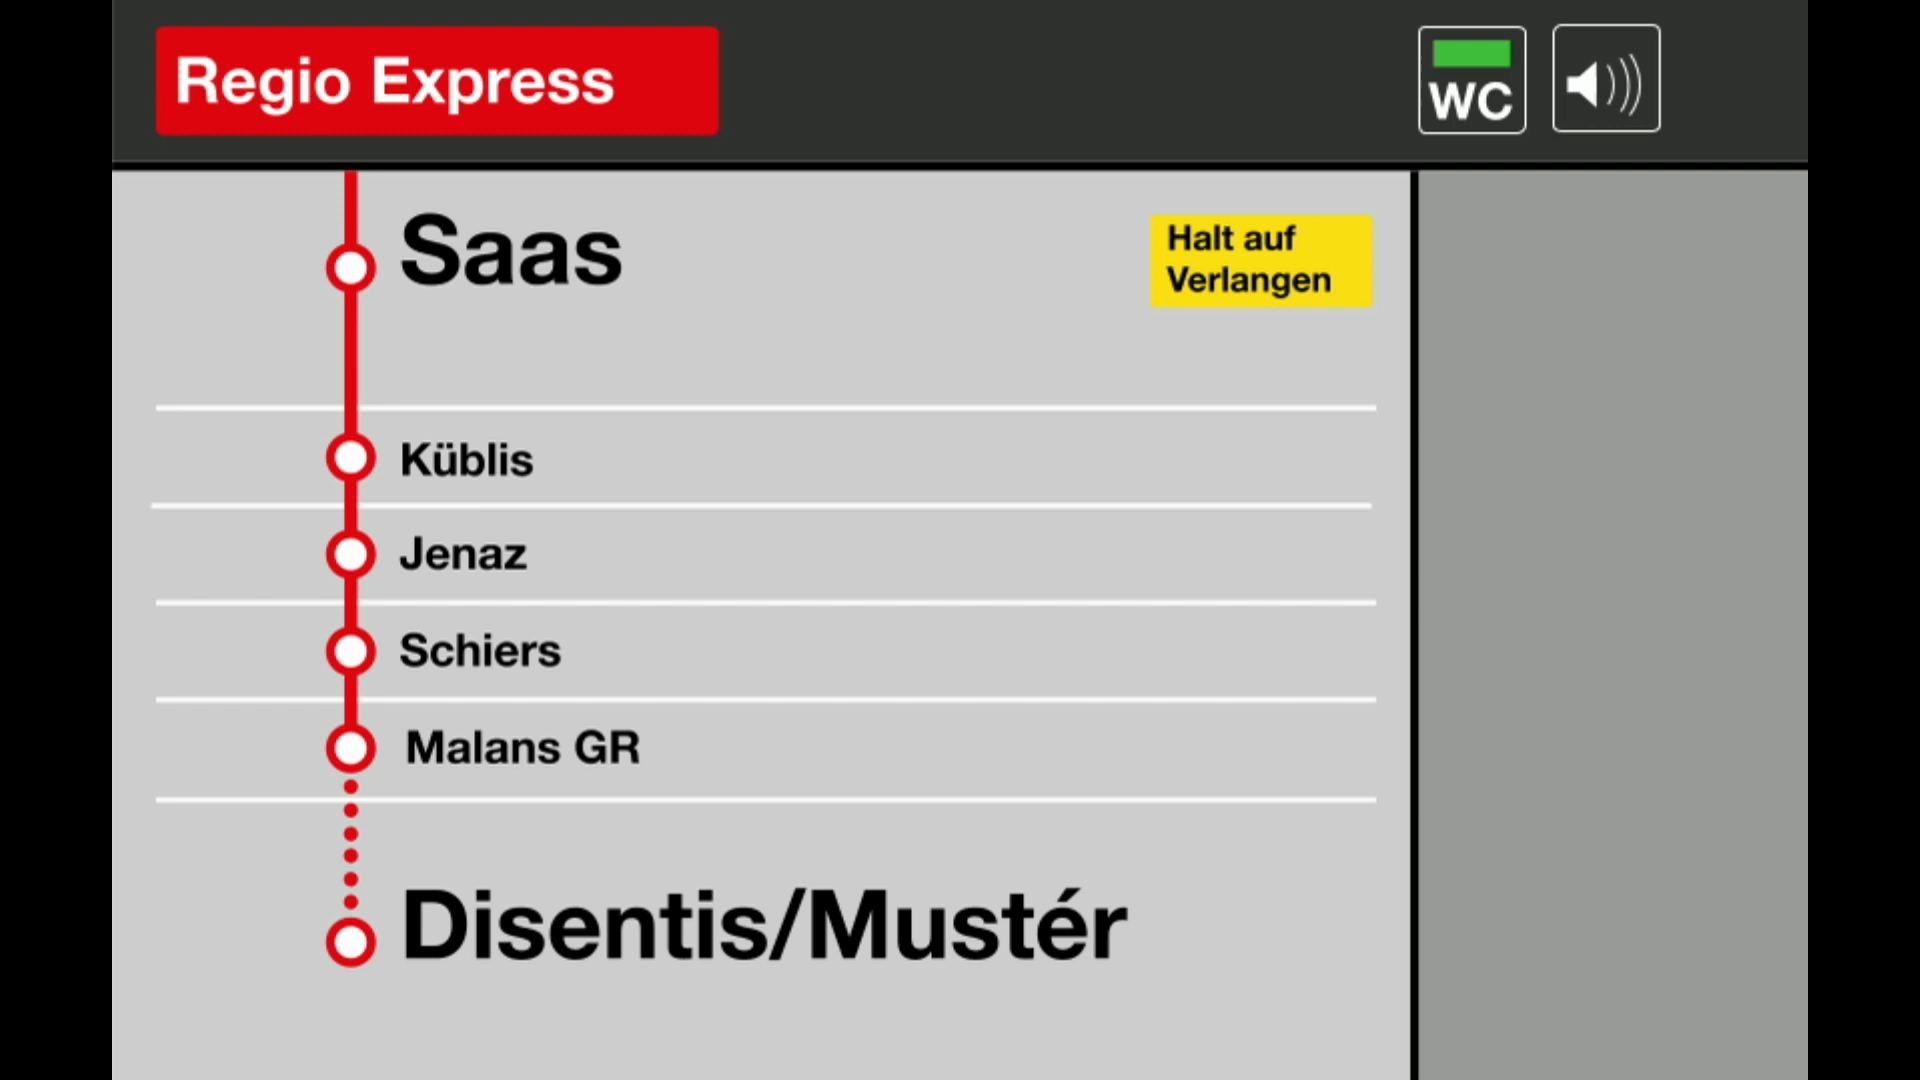 Regio Express
WC
Saas
Halt auf
Verlangen
Küblis
Jenaz
Schiers
Malans GR
Disentis/Mustér